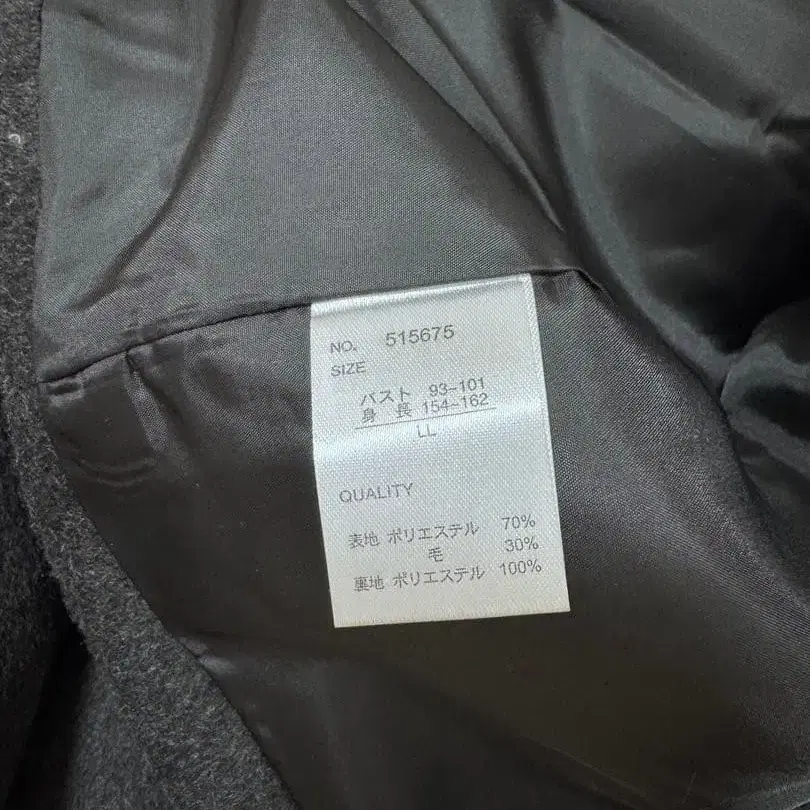 NO. 515675
SIZE
バスト 93-101
身長 154-162
LL
QUALITY
表地 ポリエステル 70%
毛 30%
裏地 ポリエステル 100%